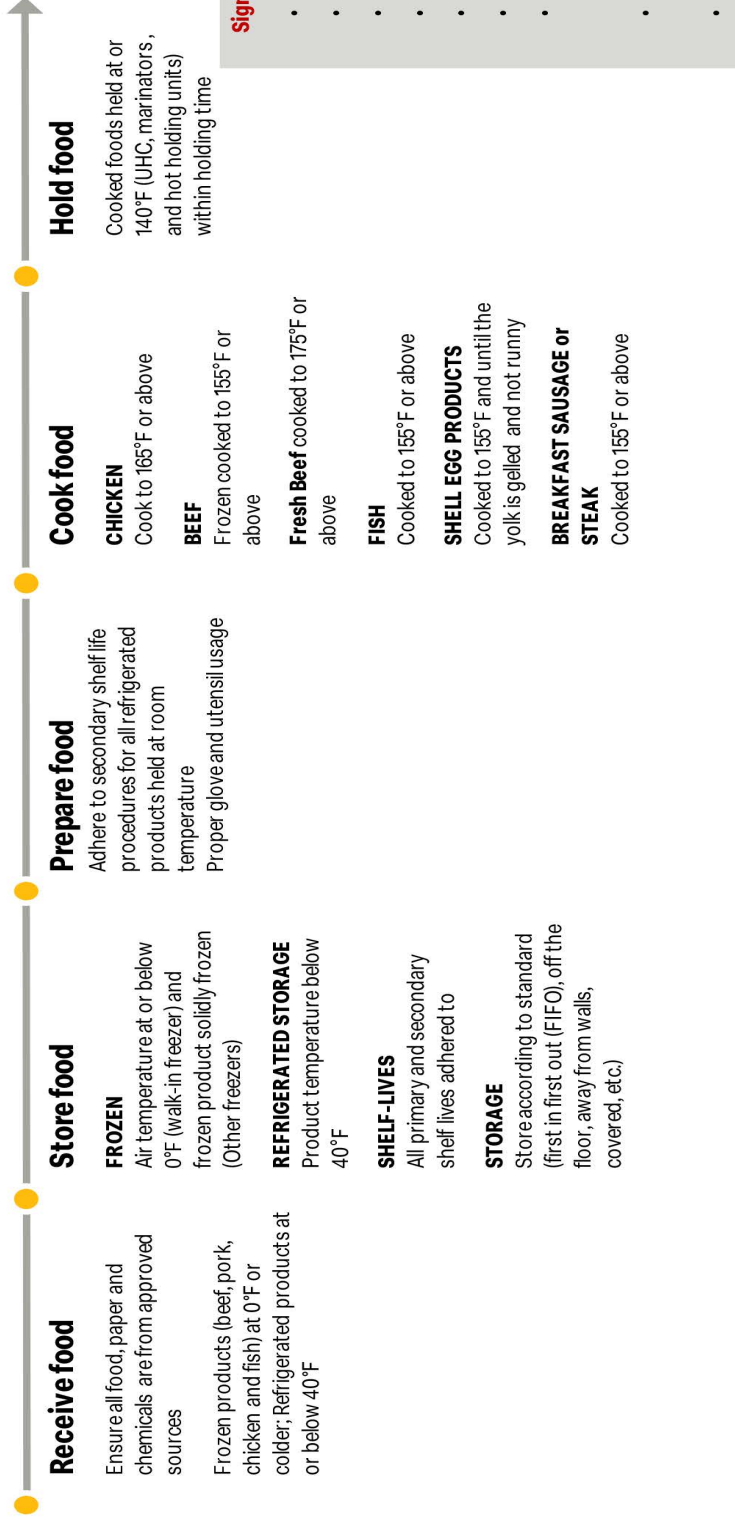 Receive food
Ensure all food, paper and
chemicals are from approved
sources
Frozen products (beef, pork,
chicken and fish) at 0°F or
colder; Refrigerated products at
or below 40°F
Store food
FROZEN
Air temperature at or below
0°F (walk-in freezer) and
frozen product solidly frozen
(Other freezers)
REFRIGERATED STORAGE
Product temperature below
40°F
SHELF-LIVES
All primary and secondary
shelf lives adhered to
STORAGE
Store according to standard
(first in first out (FIFO), off the
floor, away from walls,
covered, etc.)
Prepare food
Adhere to secondary shelf life
procedures for all refrigerated
products held at room
temperature
Proper glove and utensil usage
Cook food
CHICKEN
Cook to 165°F or above
BEEF
Frozen cooked to 155°F or
above
Fresh Beef cooked to 175°F or
above
FISH
Cooked to 155°F or above
SHELL EGG PRODUCTS
Cooked to 155°F and until the
yolk is gelled and not runny
BREAKFAST SAUSAGE or
STEAK
Cooked to 155°F or above
Hold food
Cooked foods held at or
140°F (UHC, marinators ,
and hot holding units)
within holding time
Sign